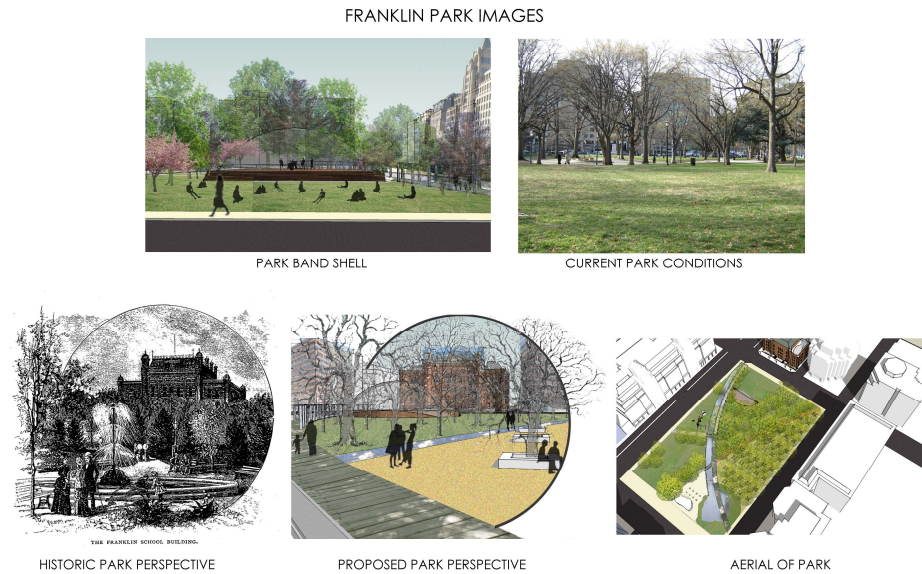 FRANKLIN PARK IMAGES
PARK BAND SHELL
CURRENT PARK CONDITIONS
THE FRANKLIN SCHOOL BUILDING.
HISTORIC PARK PERSPECTIVE
PROPOSED PARK PERSPECTIVE
AERIAL OF PARK